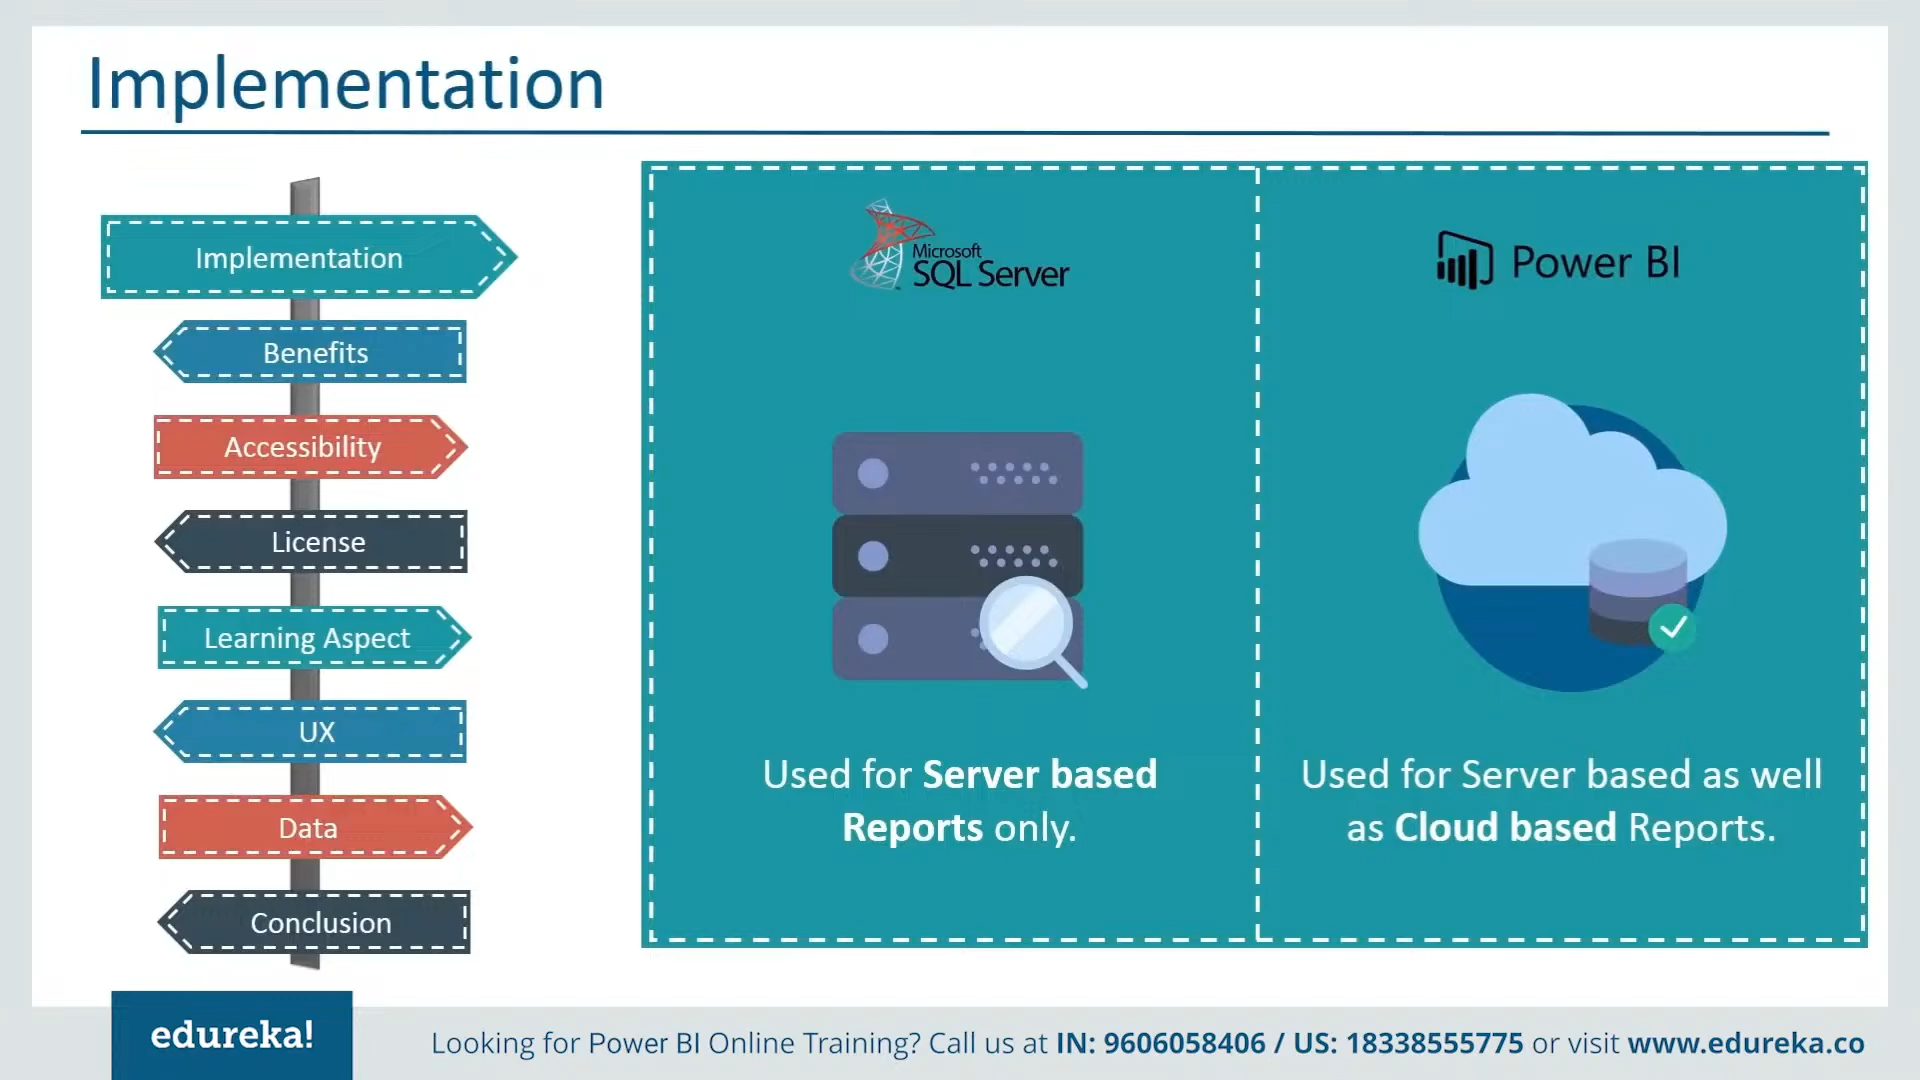 Implementation
Implementation
Benefits
Accessibility
License
Learning Aspect
UX
Data
Conclusion
Microsoft
SQL Server
Used for Server based
Reports only.
Power BI
Used for Server based as well
as Cloud based Reports.
edureka!
Looking for Power BI Online Training? Call us at IN: 9606058406 / US: 18338555775 or visit www.edureka.co